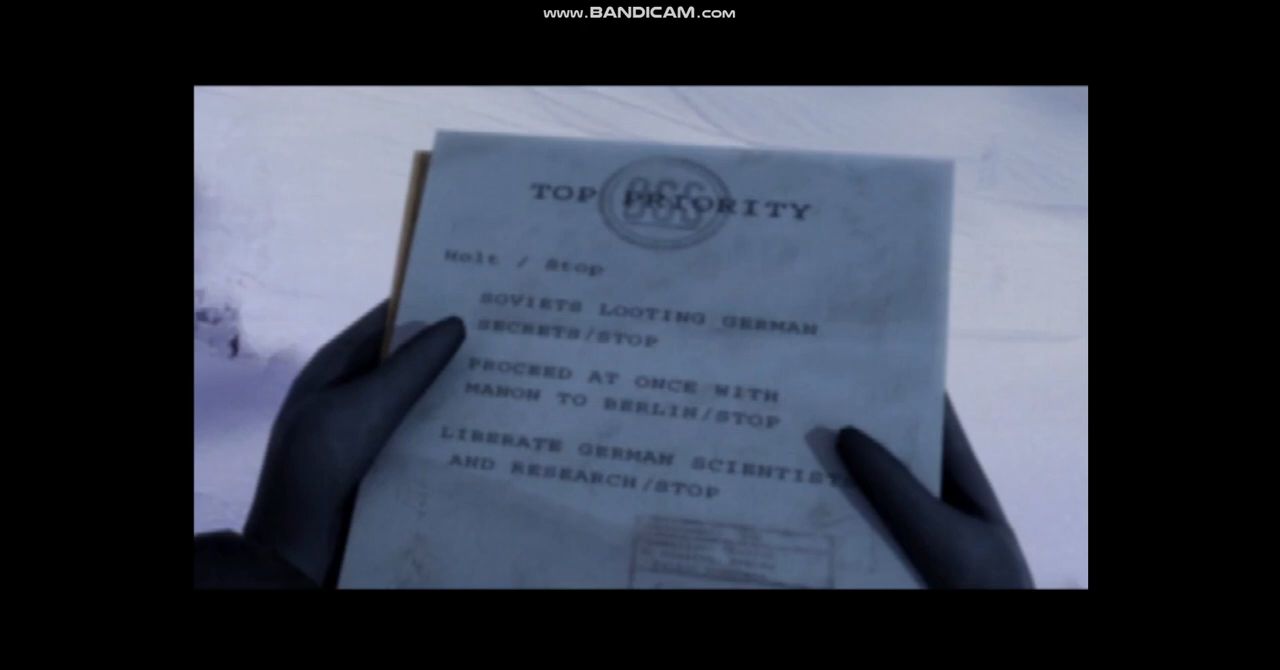 www.BANDICAM.com
TOP PRIORITY
OSS
Holt / Stop
SOVIETS LOOTING GERMAN
SECRETS/STOP
PROCEED AT ONCE WITH
MANON TO BERLIN/STOP
LIBERATE GERMAN SCIENTISTS
AND RESEARCH/STOP